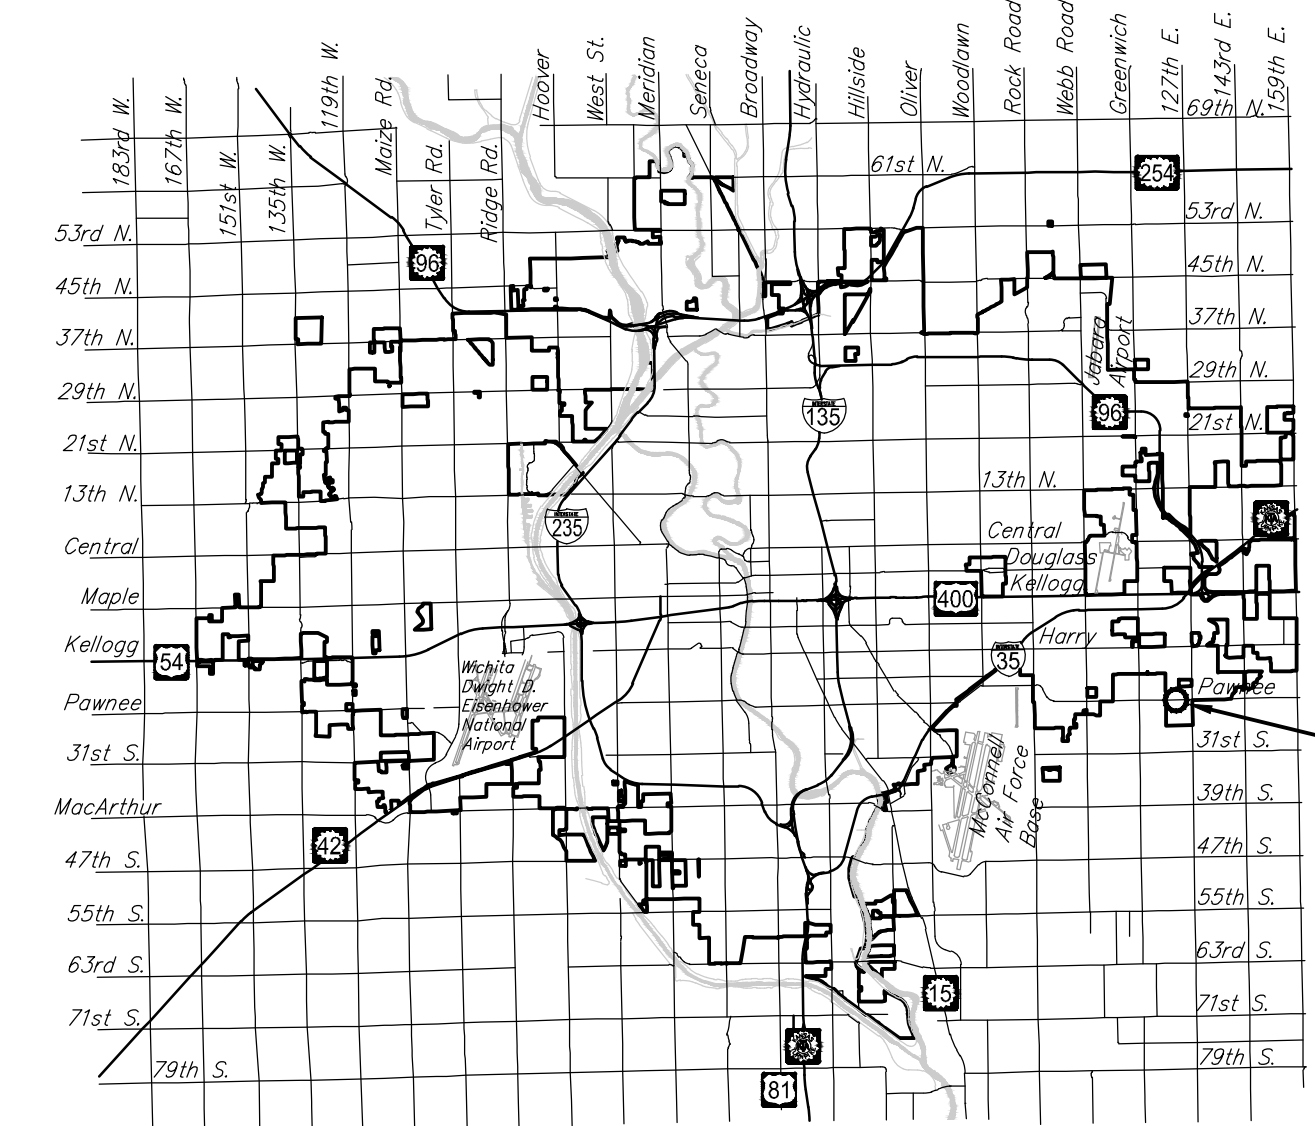 183rd W.
167th W.
151st W.
135th W.
119th W.
Maize Rd.
Tyler Rd.
Ridge Rd.
Hoover
West St.
Meridian
Seneca
Broadway
Hydraulic
Hillside
Oliver
Woodlawn
Rock Road
Webb Road
Greenwich
127th E.
143rd E.
159th E.
69th N.
61st N.
254
53rd N.
53rd N.
96
45th N.
45th N.
37th N.
37th N.
Jabara
Airport
29th N.
29th N.
INTERSTATE
135
96
21st N.
21st N.
13th N.
13th N.
INTERSTATE
235
Central
Central
Douglass
Kellogg
400
Maple
Kellogg
54
Harry
INTERSTATE
35
Wichita
Dwight D.
Eisenhower
National
Airport
Pawnee
Pawnee
31st S.
31st S.
McConnell
Air Force
Base
MacArthur
39th S.
42
47th S.
47th S.
55th S.
55th S.
63rd S.
63rd S.
15
71st S.
71st S.
79th S.
79th S.
81